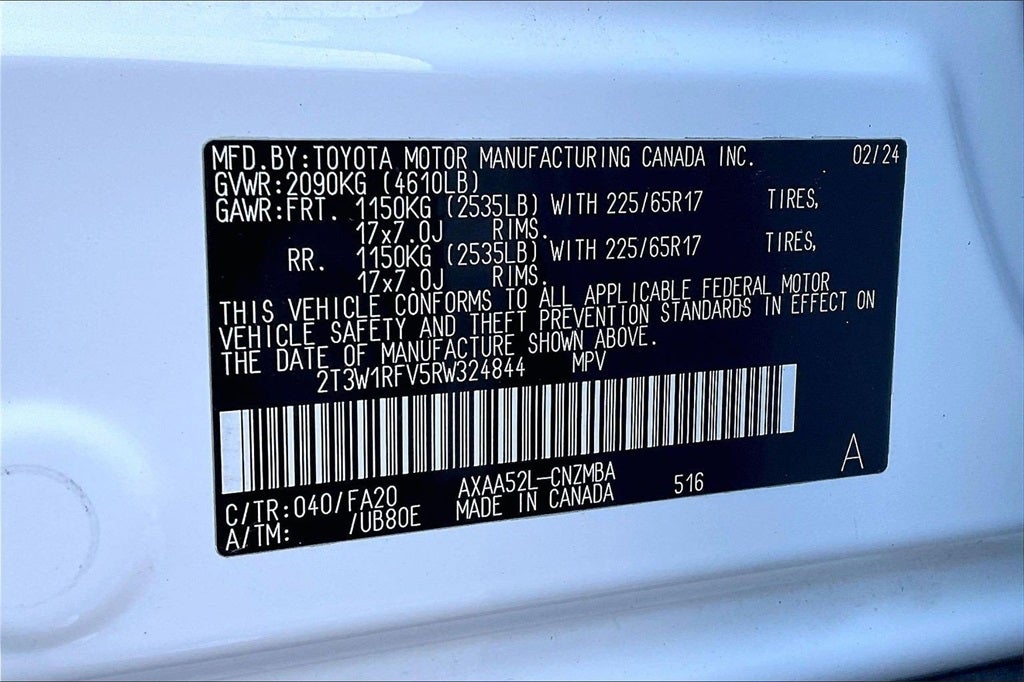 MFD.BY:TOYOTA MOTOR MANUFACTURING CANADA INC. 02/24
GVWR:2090KG (4610LB)
GAWR:FRT. 1150KG (2535LB) WITH 225/65R17 TIRES,
17x7.0J RIMS.
RR. 1150KG (2535LB) WITH 225/65R17 TIRES,
17x7.0J RIMS.
THIS VEHICLE CONFORMS TO ALL APPLICABLE FEDERAL MOTOR
VEHICLE SAFETY AND THEFT PREVENTION STANDARDS IN EFFECT ON
THE DATE OF MANUFACTURE SHOWN ABOVE.
2T3W1RFV5RW324844 MPV
A
C/TR:040/FA20 AXAA52L-CNZMBA 516
A/TM: /UB80E MADE IN CANADA